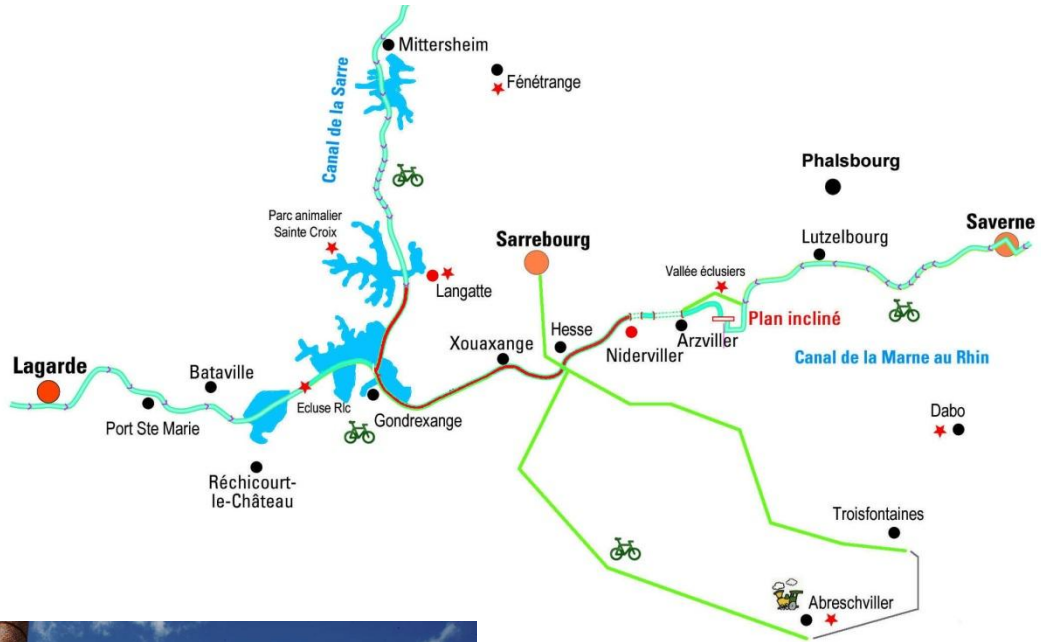 Mittersheim
Fénétrange
Canal de la Sarre
Phalsbourg
Parc animalier
Sainte Croix
Sarrebourg
Saverne
Lutzelbourg
Vallée éclusiers
Langatte
Plan incliné
Hesse
Xouaxange
Arzviller
Niderviller
Canal de la Marne au Rhin
Lagarde
Bataville
Ecluse Rlc
Gondrexange
Port Ste Marie
Dabo
Réchicourt-
le-Château
Troisfontaines
Abreschviller